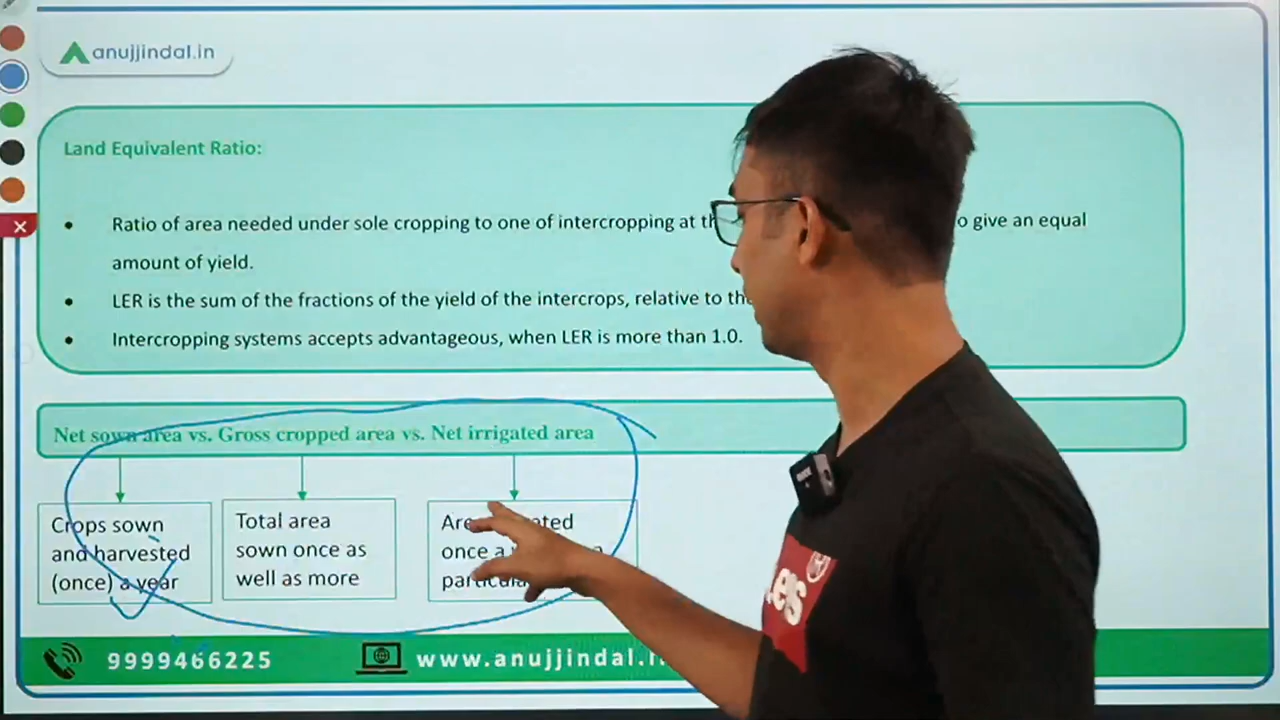 anujjindal.in
Land Equivalent Ratio:
Ratio of area needed under sole cropping to one of intercropping at o give an equal
amount of yield.
LER is the sum of the fractions of the yield of the intercrops, relative to
Intercropping systems accepts advantageous, when LER is more than 1.0.
Net sown area vs. Gross cropped area vs. Net irrigated area
Crops sown
and harvested
(once) a year
Total area
sown once as
well as more
once a
9999466225
www.anujjindal.i